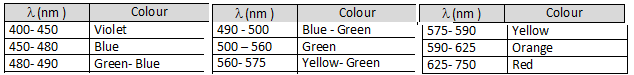 λ (nm) Colour
400- 450 Violet
450-480 Blue
480-490 Green- Blue
λ (nm) Colour
490 - 500 Blue - Green
500 – 560 Green
560-575 Yellow- Green
λ (nm) Colour
575- 590 Yellow
590-625 Orange
625-750 Red